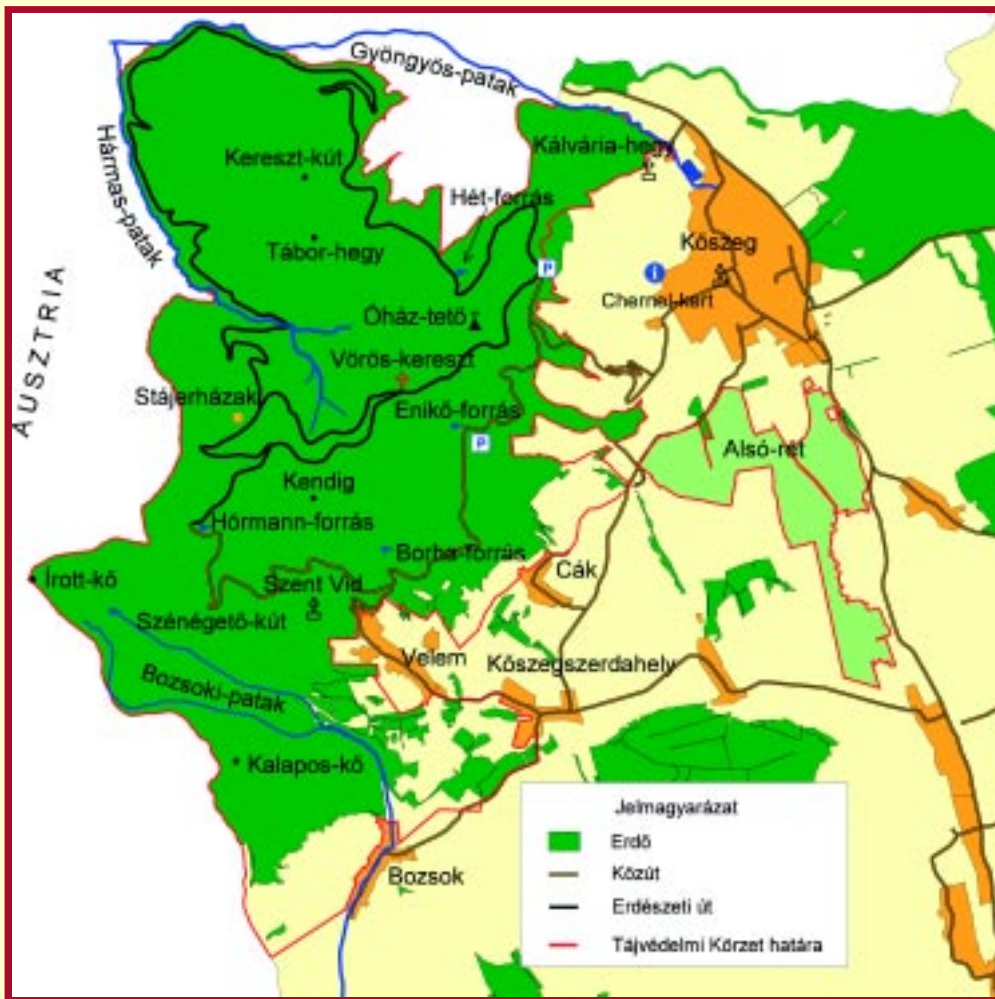 Gyöngyös-patak
Hármas-patak
Kálvária-hegy
Kereszt-kút
Hét-forrás
Kőszeg
Tábor-hegy
P
i
AUSZTRIA
Chernel-kert
Óház-tető
Vörös-kereszt
Stájerházak
Enikő-forrás
P
Alsó-rét
Kendig
Hörmann-forrás
Borha-forrás
Cák
Írott-kő
Szent Vid
Szénégető-kút
Velem
Kőszegszerdahely
Bozsoki-patak
Kalapos-kő
Bozsok
Jelmagyarázat
Erdő
Közút
Erdészeti út
Tájvédelmi Körzet határa